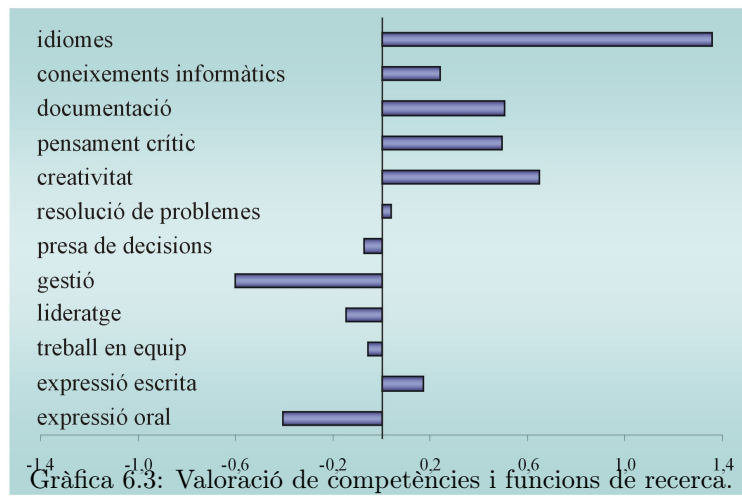 idiomes
coneixements informàtics
documentació
pensament crític
creativitat
resolució de problemes
presa de decisions
gestió
lideratge
treball en equip
expressió escrita
expressió oral
-1,4 -1,0 -0,6 -0,2 0,2 0,6 1,0 1,4
Gràfica 6.3: Valoració de competències i funcions de recerca.